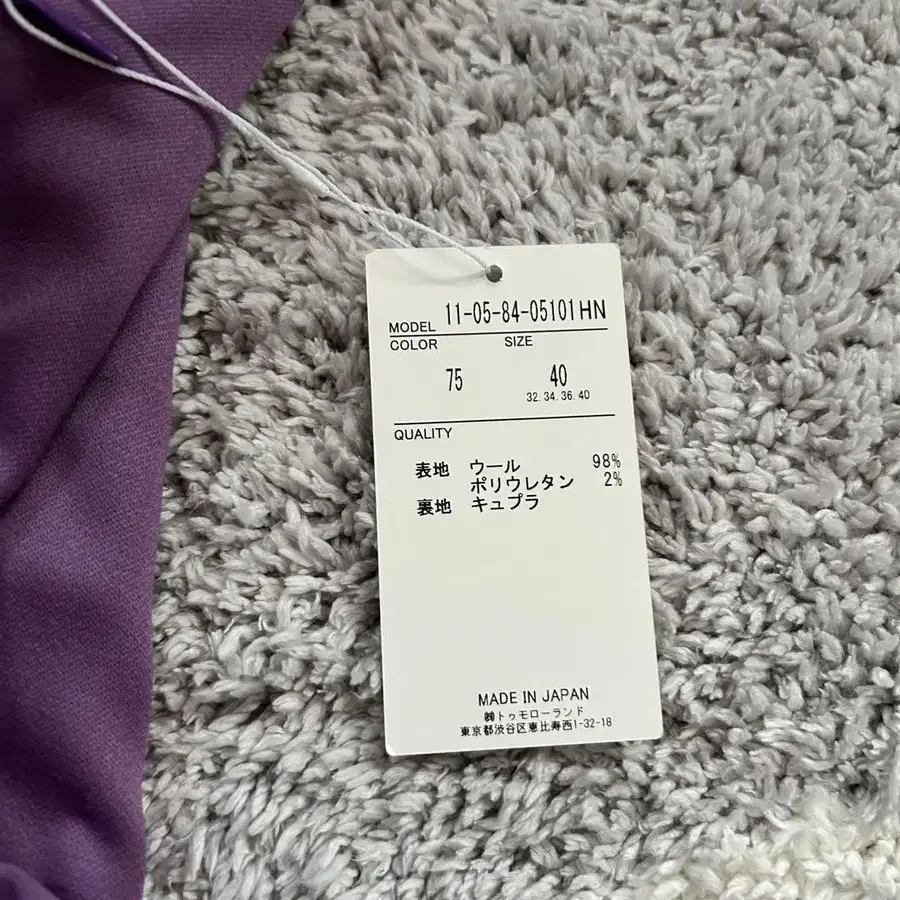 MODEL 11-05-84-05101HN
COLOR SIZE
75 40
32. 34. 36. 40
QUALITY
表地 ウール 98%
ポリウレタン 2%
裏地 キュプラ
MADE IN JAPAN
㈱トゥモローランド
東京都渋谷区恵比寿西1-32-18